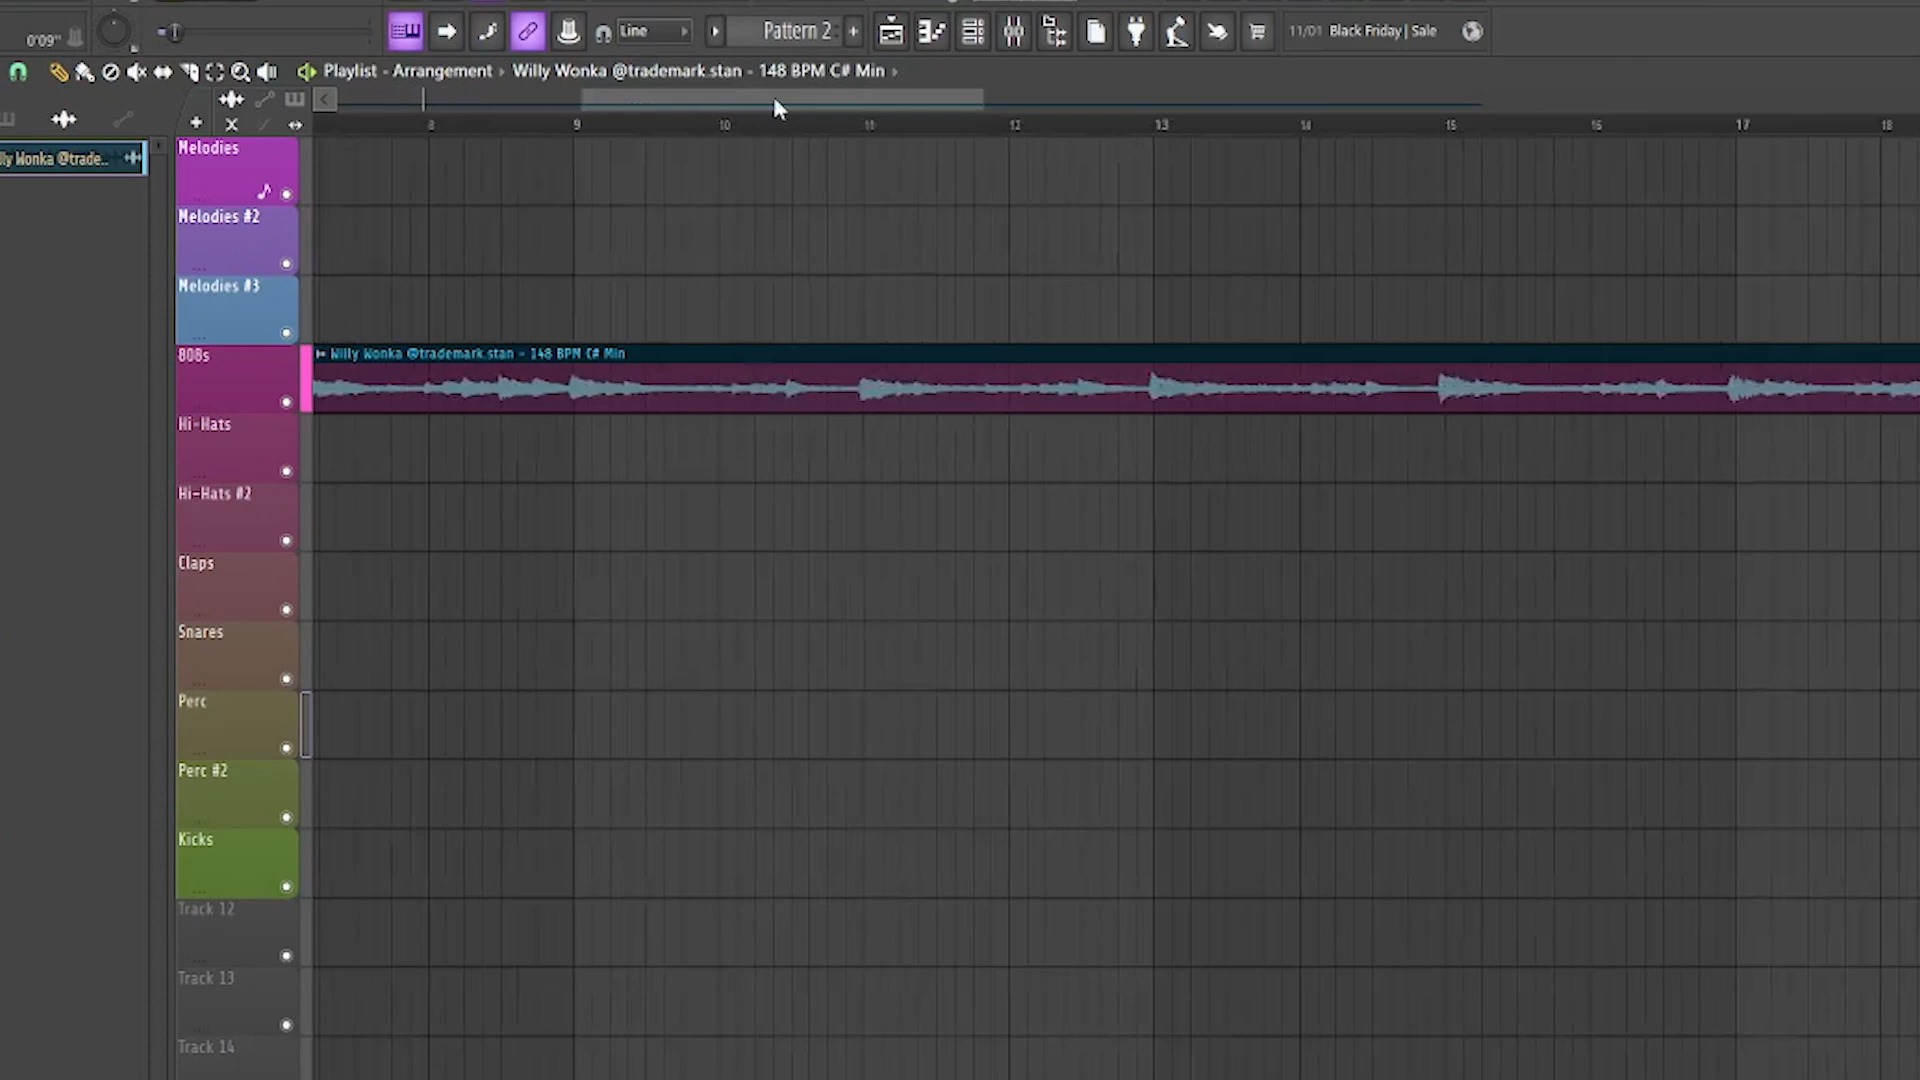 0'09"
Line
Pattern 2
+
11/01 Black Friday | Sale
Playlist - Arrangement › Willy Wonka @trademark.stan - 148 BPM C# Min ›
8 9 10 11 12 13 14 15 16 17 18
lly Wonka @trade..
Melodies
Melodies #2
Melodies #3
808s
Willy Wonka @trademark.stan - 148 BPM C# Min
Hi-Hats
Hi-Hats #2
Claps
Snares
Perc
Perc #2
Kicks
Track 12
Track 13
Track 14